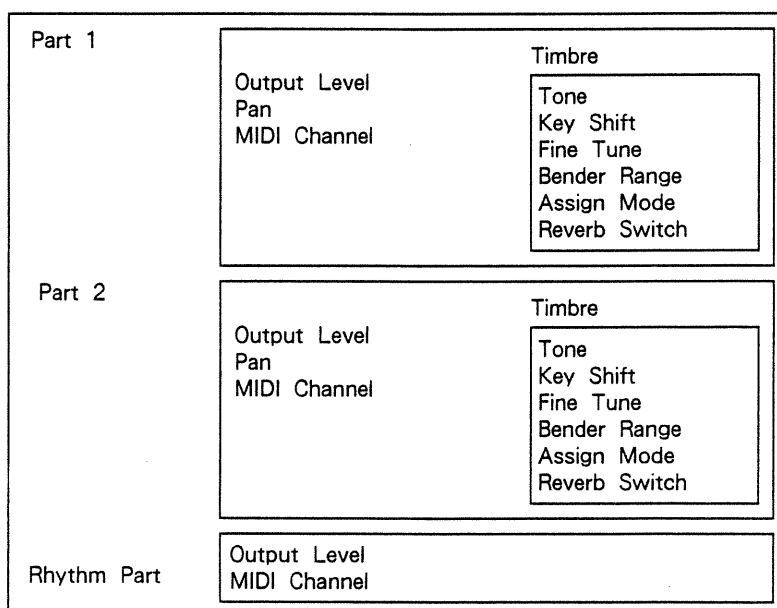 Part 1
Output Level
Pan
MIDI Channel
Timbre
Tone
Key Shift
Fine Tune
Bender Range
Assign Mode
Reverb Switch
Part 2
Output Level
Pan
MIDI Channel
Timbre
Tone
Key Shift
Fine Tune
Bender Range
Assign Mode
Reverb Switch
Rhythm Part
Output Level
MIDI Channel